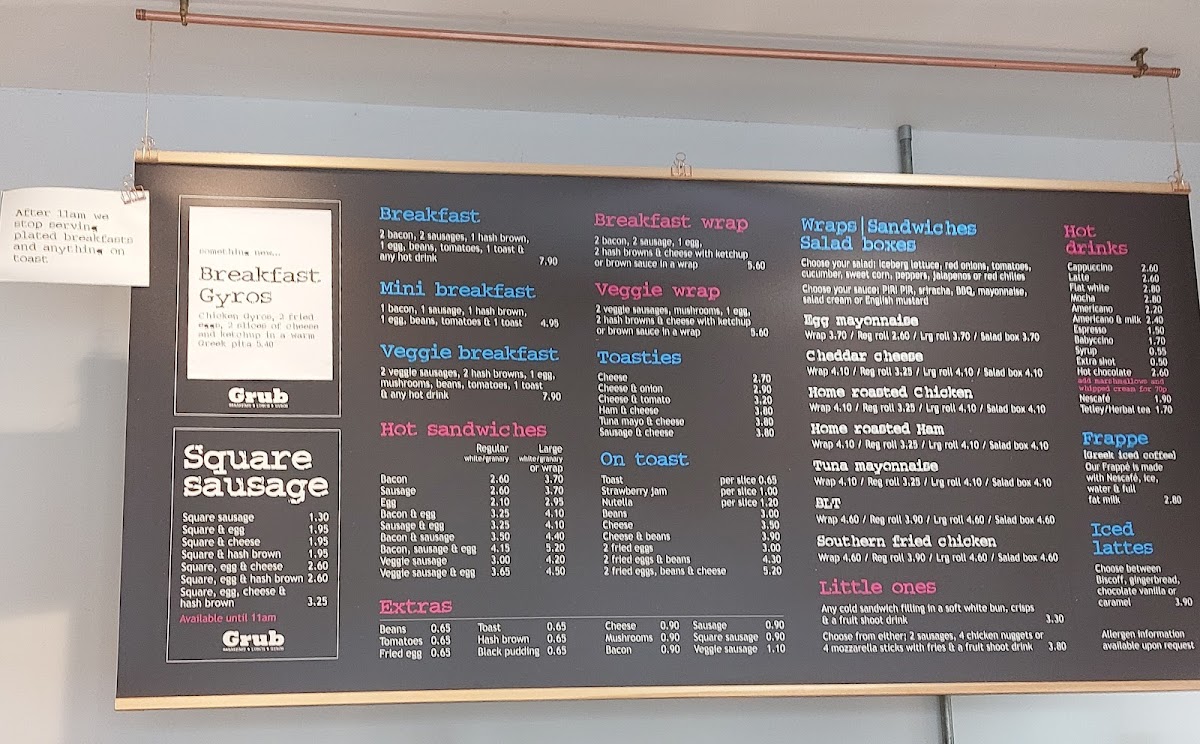 After 11am we
stop serving
plated breakfasts
and anything on
toast
something new...
Breakfast
Gyros
Chicken Gyros, 2 fried
eggs, 2 slices of cheese
and ketchup in a warm
Greek pita 5.40
Grub
Square
sausage
Square sausage 1.30
Square & egg 1.95
Square & cheese 1.95
Square & hash brown 1.95
Square, egg & cheese 2.60
Square, egg & hash brown 2.60
Square, egg, cheese &
hash brown 3.25
Available until 11am
Grub
Breakfast
2 bacon, 2 sausages, 1 hash brown,
1 egg, beans, tomatoes, 1 toast &
any hot drink 7.90
Mini breakfast
1 bacon, 1 sausage, 1 hash brown,
1 egg, beans, tomatoes & 1 toast 4.95
Veggie breakfast
2 veggie sausages, 2 hash browns, 1 egg,
mushrooms, beans, tomatoes, 1 toast
& any hot drink 7.90
Hot sandwiches
Regular Large
white/granary white/granary
or wrap
Bacon 2.60 3.70
Sausage 2.60 3.70
Egg 2.10 2.95
Bacon & egg 3.25 4.10
Sausage & egg 3.25 4.10
Bacon & sausage 3.50 4.40
Bacon, sausage & egg 4.15 5.20
Veggie sausage 3.00 4.20
Veggie sausage & egg 3.65 4.50
Breakfast wrap
2 bacon, 2 sausage, 1 egg,
2 hash browns & cheese with ketchup
or brown sauce in a wrap 5.60
Veggie wrap
2 veggie sausages, mushrooms, 1 egg,
2 hash browns & cheese with ketchup
or brown sauce in a wrap 5.60
Toasties
Cheese 2.70
Cheese & onion 2.90
Cheese & tomato 3.20
Ham & cheese 3.80
Tuna mayo & cheese 3.80
Sausage & cheese 3.80
On toast
Toast per slice 0.65
Strawberry jam per slice 1.00
Nutella per slice 1.20
Beans 3.00
Cheese 3.50
Cheese & beans 3.90
2 fried eggs 3.00
2 fried eggs & beans 4.30
2 fried eggs, beans & cheese 5.20
Extras
Beans 0.65 Toast 0.65 Cheese 0.90 Sausage 0.90
Tomatoes 0.65 Hash brown 0.65 Mushrooms 0.90 Square sausage 0.90
Fried egg 0.65 Black pudding 0.65 Bacon 0.90 Veggie sausage 1.10
Wraps|Sandwiches
Salad boxes
Choose your salad: iceberg lettuce, red onions, tomatoes,
cucumber, sweet corn, peppers, jalapenos or red chilies
Choose your sauce: PIRI PIR, sriracha, BBQ, mayonnaise,
salad cream or English mustard
Egg mayonnaise
Wrap 3.70 / Reg roll 2.60 / Lrg roll 3.70 / Salad box 3.70
Cheddar cheese
Wrap 4.10 / Reg roll 3.25 / Lrg roll 4.10 / Salad box 4.10
Home roasted Chicken
Wrap 4.10 / Reg roll 3.25 / Lrg roll 4.10 / Salad box 4.10
Home roasted Ham
Wrap 4.10 / Reg roll 3.25 / Lrg roll 4.10 / Salad box 4.10
Tuna mayonnaise
Wrap 4.10 / Reg roll 3.25 / Lrg roll 4.10 / Salad box 4.10
BLT
Wrap 4.60 / Reg roll 3.90 / Lrg roll 4.60 / Salad box 4.60
Southern fried chicken
Wrap 4.60 / Reg roll 3.90 / Lrg roll 4.60 / Salad box 4.60
Little ones
Any cold sandwich filling in a soft white bun, crisps
& a fruit shoot drink 3.30
Choose from either; 2 sausages, 4 chicken nuggets or
4 mozzarella sticks with fries & a fruit shoot drink 3.80
Hot
drinks
Cappuccino 2.60
Latte 2.60
Flat white 2.80
Mocha 2.80
Americano 2.20
Americano & milk 2.40
Espresso 1.50
Babyccino 1.70
Syrup 0.55
Extra shot 0.50
Hot chocolate 2.60
add marshmallows and
whipped cream for 70p
Nescafé 1.90
Tetley/Herbal tea 1.70
Frappe
(Greek iced coffee)
Our Frappé is made
with Nescafé, ice,
water & full
fat milk 2.80
Iced
lattes
Choose between
Biscoff, gingerbread,
chocolate vanilla or
caramel 3.90
Allergen information
available upon request